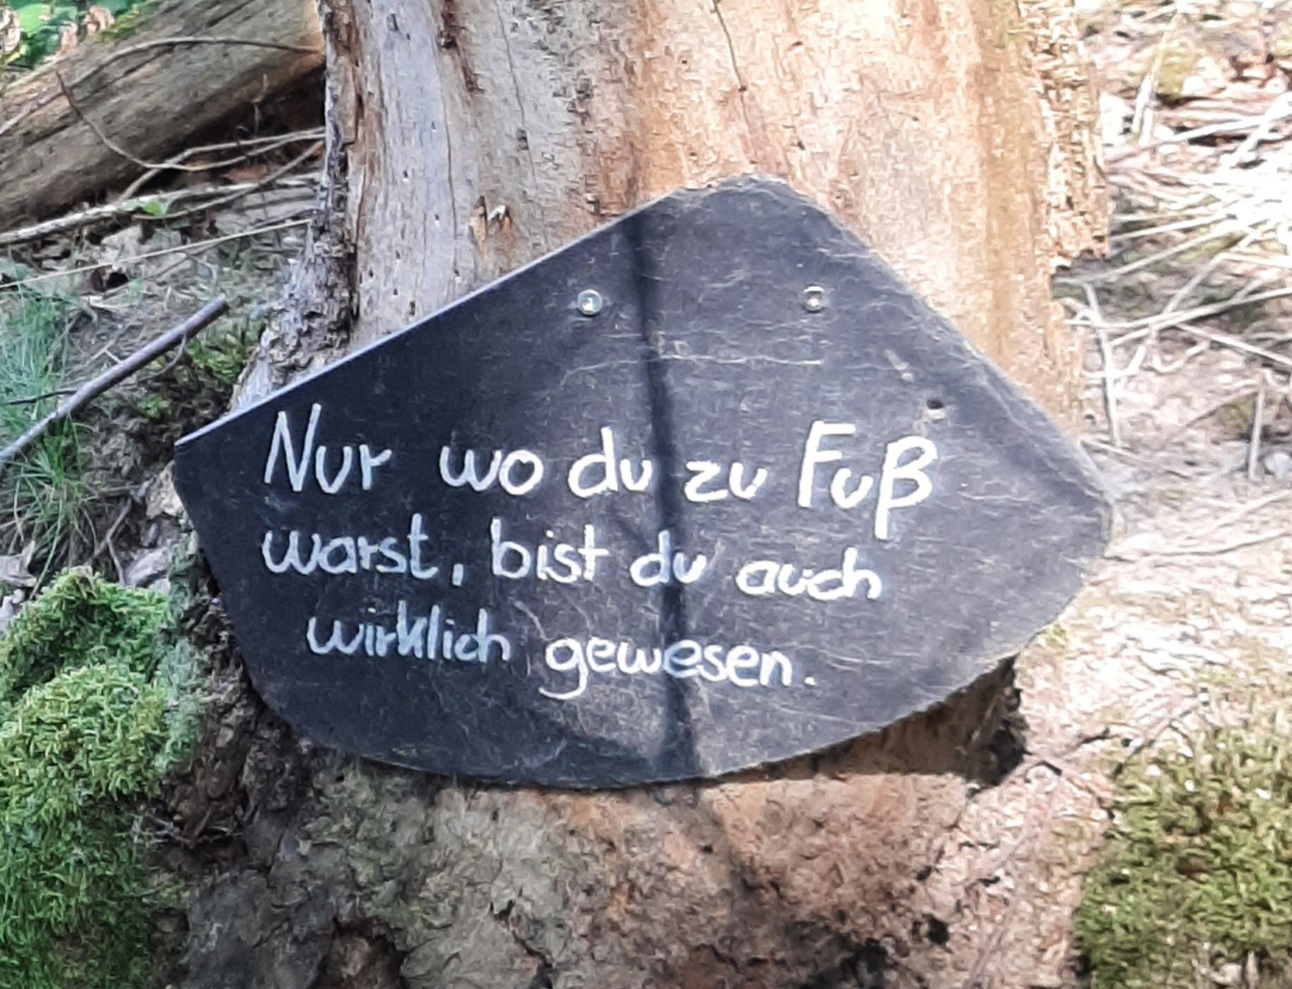 Nur wo du zu Fuß
warst, bist du auch
wirklich gewesen.